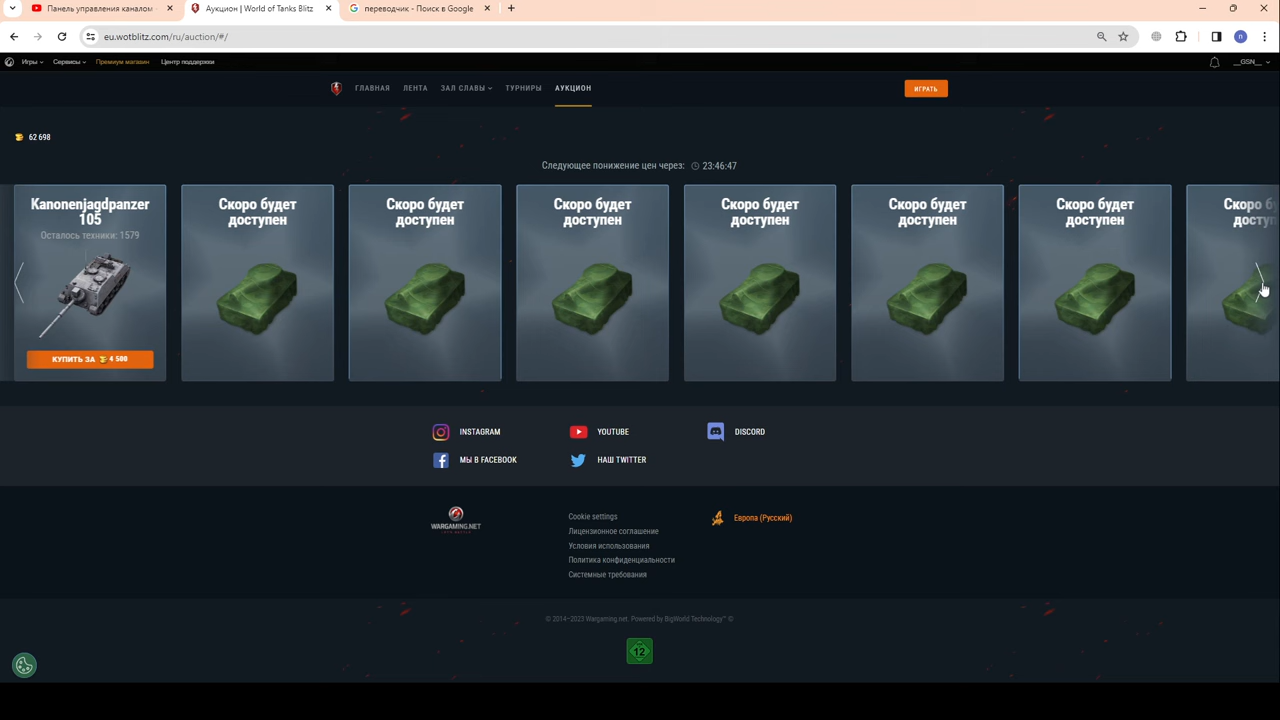 Панель управления каналом -
Аукцион | World of Tanks Blitz
переводчик - Поиск в Google
eu.wotblitz.com/ru/auction/#/
Игры
Сервисы
Премиум магазин
Центр поддержки
__GSN__
ГЛАВНАЯ
ЛЕНТА
ЗАЛ СЛАВЫ
ТУРНИРЫ
АУКЦИОН
ИГРАТЬ
62 698
Следующее понижение цен через: 23:46:47
Kanonenjagdpanzer
105
Осталось техники: 1579
КУПИТЬ ЗА 4 500
Скоро будет
доступен
Скоро будет
доступен
Скоро будет
доступен
Скоро будет
доступен
Скоро будет
доступен
Скоро будет
доступен
Скоро б
доступ
INSTAGRAM
YOUTUBE
DISCORD
МЫ В FACEBOOK
НАШ TWITTER
WARGAMING.NET
LET'S BATTLE
Cookie settings
Лицензионное соглашение
Условия использования
Политика конфиденциальности
Системные требования
Европа (Русский)
© 2014–2023 Wargaming.net. Powered by BigWorld Technology™ ©
12